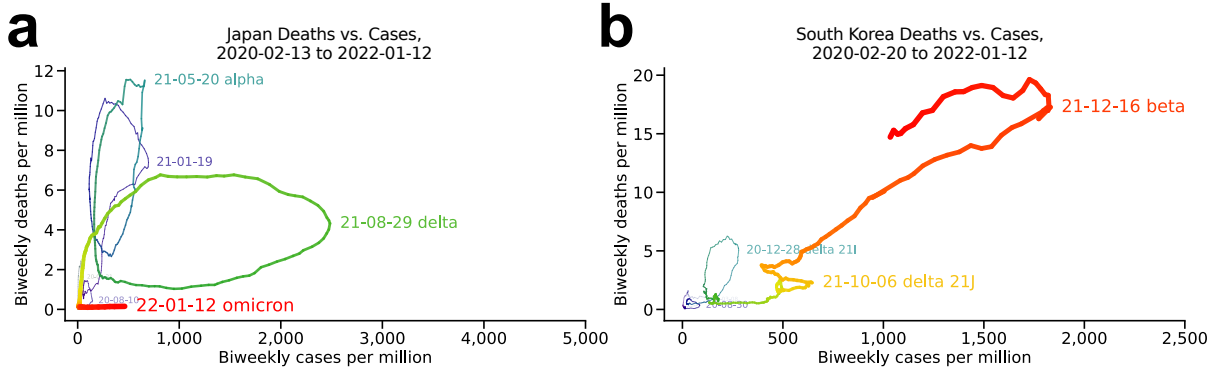 a
Japan Deaths vs. Cases,
2020-02-13 to 2022-01-12
Biweekly deaths per million
12
10
8
6
4
2
0
21-05-20 alpha
21-01-19
21-08-29 delta
20-08-10
22-01-12 omicron
0
1,000
2,000
3,000
4,000
5,000
Biweekly cases per million
b
South Korea Deaths vs. Cases,
2020-02-20 to 2022-01-12
Biweekly deaths per million
20
15
10
5
0
21-12-16 beta
20-12-28 delta 21I
21-10-06 delta 21J
20-08-30
0
500
1,000
1,500
2,000
2,500
Biweekly cases per million